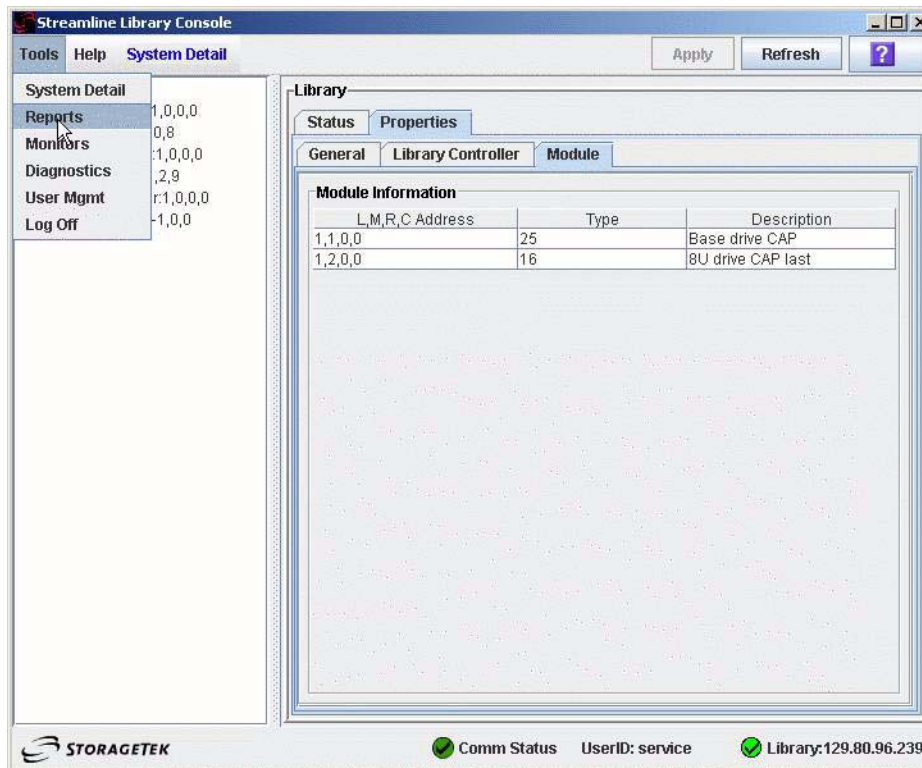 Streamline Library Console
Tools Help System Detail Apply Refresh ?
System Detail
Reports
Monitors
Diagnostics
User Mgmt
Log Off
1,0,0,0
0,8
:1,0,0,0
,2,9
r:1,0,0,0
-1,0,0
Library
Status Properties
General Library Controller Module
Module Information
L,M,R,C Address Type Description
1,1,0,0 25 Base drive CAP
1,2,0,0 16 8U drive CAP last
STORAGETEK Comm Status UserID: service Library:129.80.96.239